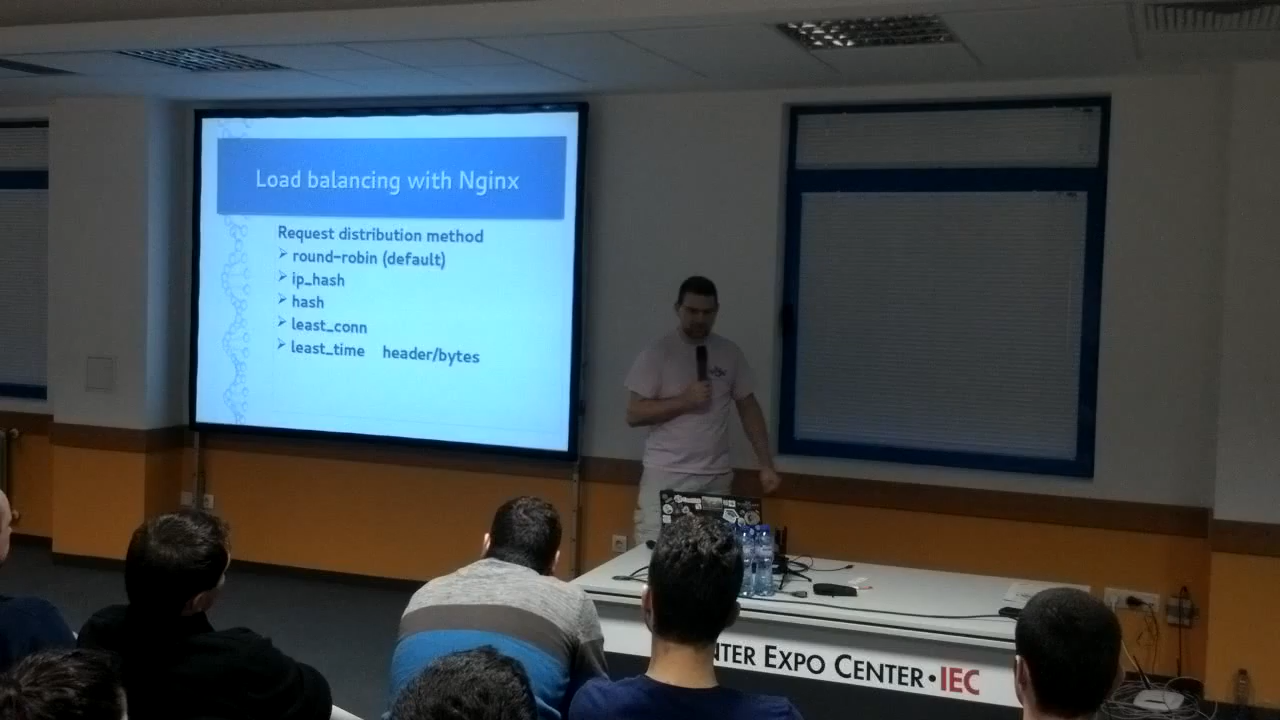 Load balancing with Nginx
Request distribution method
round-robin (default)
ip_hash
hash
least_conn
least_time header/bytes
NTER EXPO CENTER•IEC